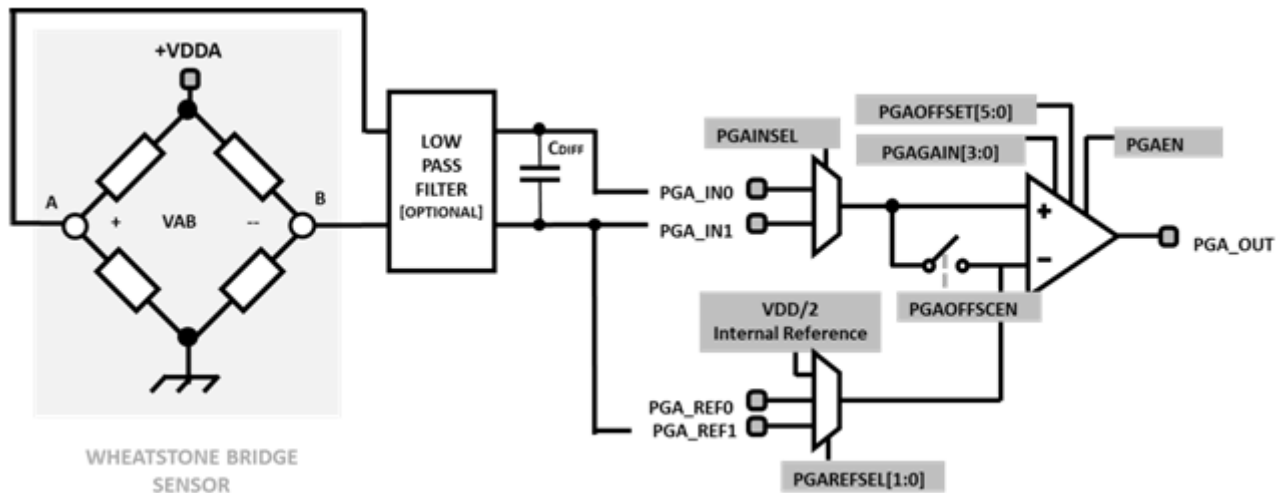 +VDDA
A
+
VAB
--
B
WHEATSTONE BRIDGE
SENSOR
LOW
PASS
FILTER
[OPTIONAL]
CDIFF
PGA_IN0
PGA_IN1
PGAINSEL
PGAOFFSET[5:0]
PGAGAIN[3:0]
PGAEN
+
-
PGA_OUT
PGAOFFSCEN
VDD/2
Internal Reference
PGA_REF0
PGA_REF1
PGAREFSEL[1:0]